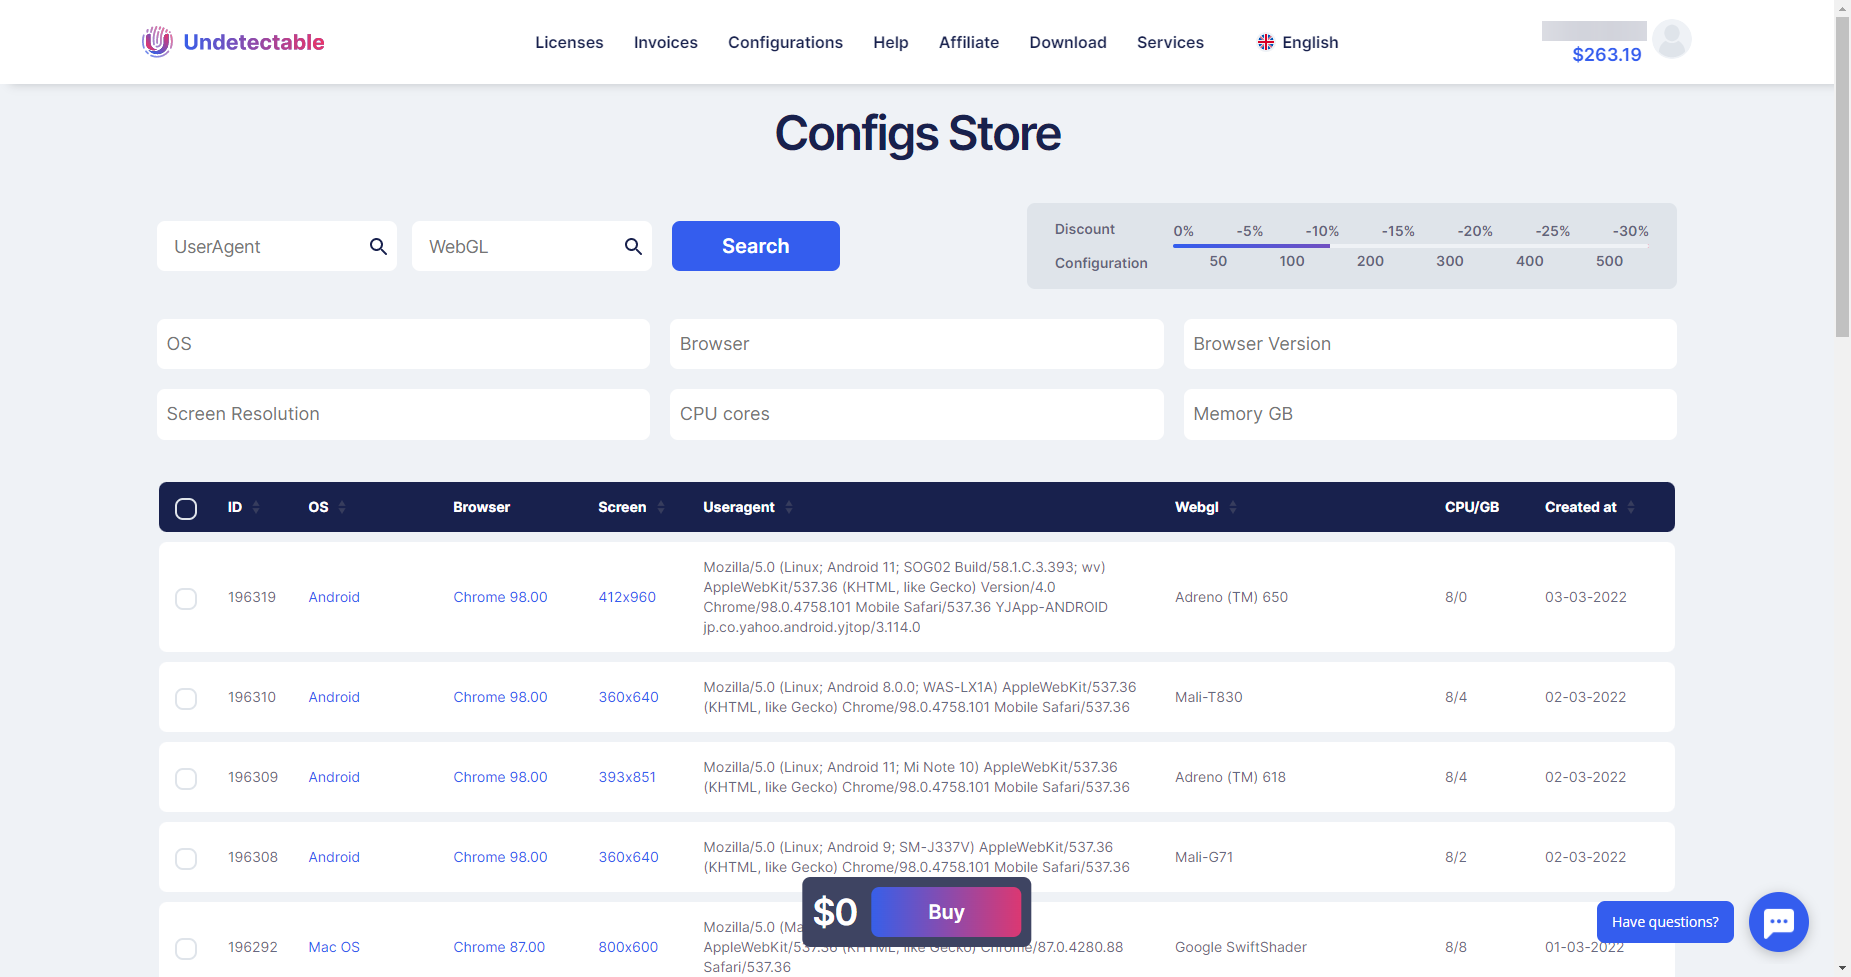 Undetectable
Licenses Invoices Configurations Help Affiliate Download Services English
$263.19
Configs Store
UserAgent
WebGL
Search
Discount 0% -5% -10% -15% -20% -25% -30%
Configuration 50 100 200 300 400 500
OS
Browser
Browser Version
Screen Resolution
CPU cores
Memory GB
ID OS Browser Screen Useragent Webgl CPU/GB Created at
196319 Android Chrome 98.00 412x960
Mozilla/5.0 (Linux; Android 11; SOG02 Build/58.1.C.3.393; wv)
AppleWebKit/537.36 (KHTML, like Gecko) Version/4.0
Chrome/98.0.4758.101 Mobile Safari/537.36 YJApp-ANDROID
jp.co.yahoo.android.yjtop/3.114.0
Adreno (TM) 650 8/0 03-03-2022
196310 Android Chrome 98.00 360x640
Mozilla/5.0 (Linux; Android 8.0.0; WAS-LX1A) AppleWebKit/537.36
(KHTML, like Gecko) Chrome/98.0.4758.101 Mobile Safari/537.36
Mali-T830 8/4 02-03-2022
196309 Android Chrome 98.00 393x851
Mozilla/5.0 (Linux; Android 11; Mi Note 10) AppleWebKit/537.36
(KHTML, like Gecko) Chrome/98.0.4758.101 Mobile Safari/537.36
Adreno (TM) 618 8/4 02-03-2022
196308 Android Chrome 98.00 360x640
Mozilla/5.0 (Linux; Android 9; SM-J337V) AppleWebKit/537.36
(KHTML, like Gecko) Chrome/98.0.4758.101 Mobile Safari/537.36
Mali-G71 8/2 02-03-2022
196292 Mac OS Chrome 87.00 800x600
Mozilla/5.0 (Ma
AppleWebKit/537.36 (KHTML, like Gecko) Chrome/87.0.4280.88
Safari/537.36
Google SwiftShader 8/8 01-03-2022
$0 Buy
Have questions?